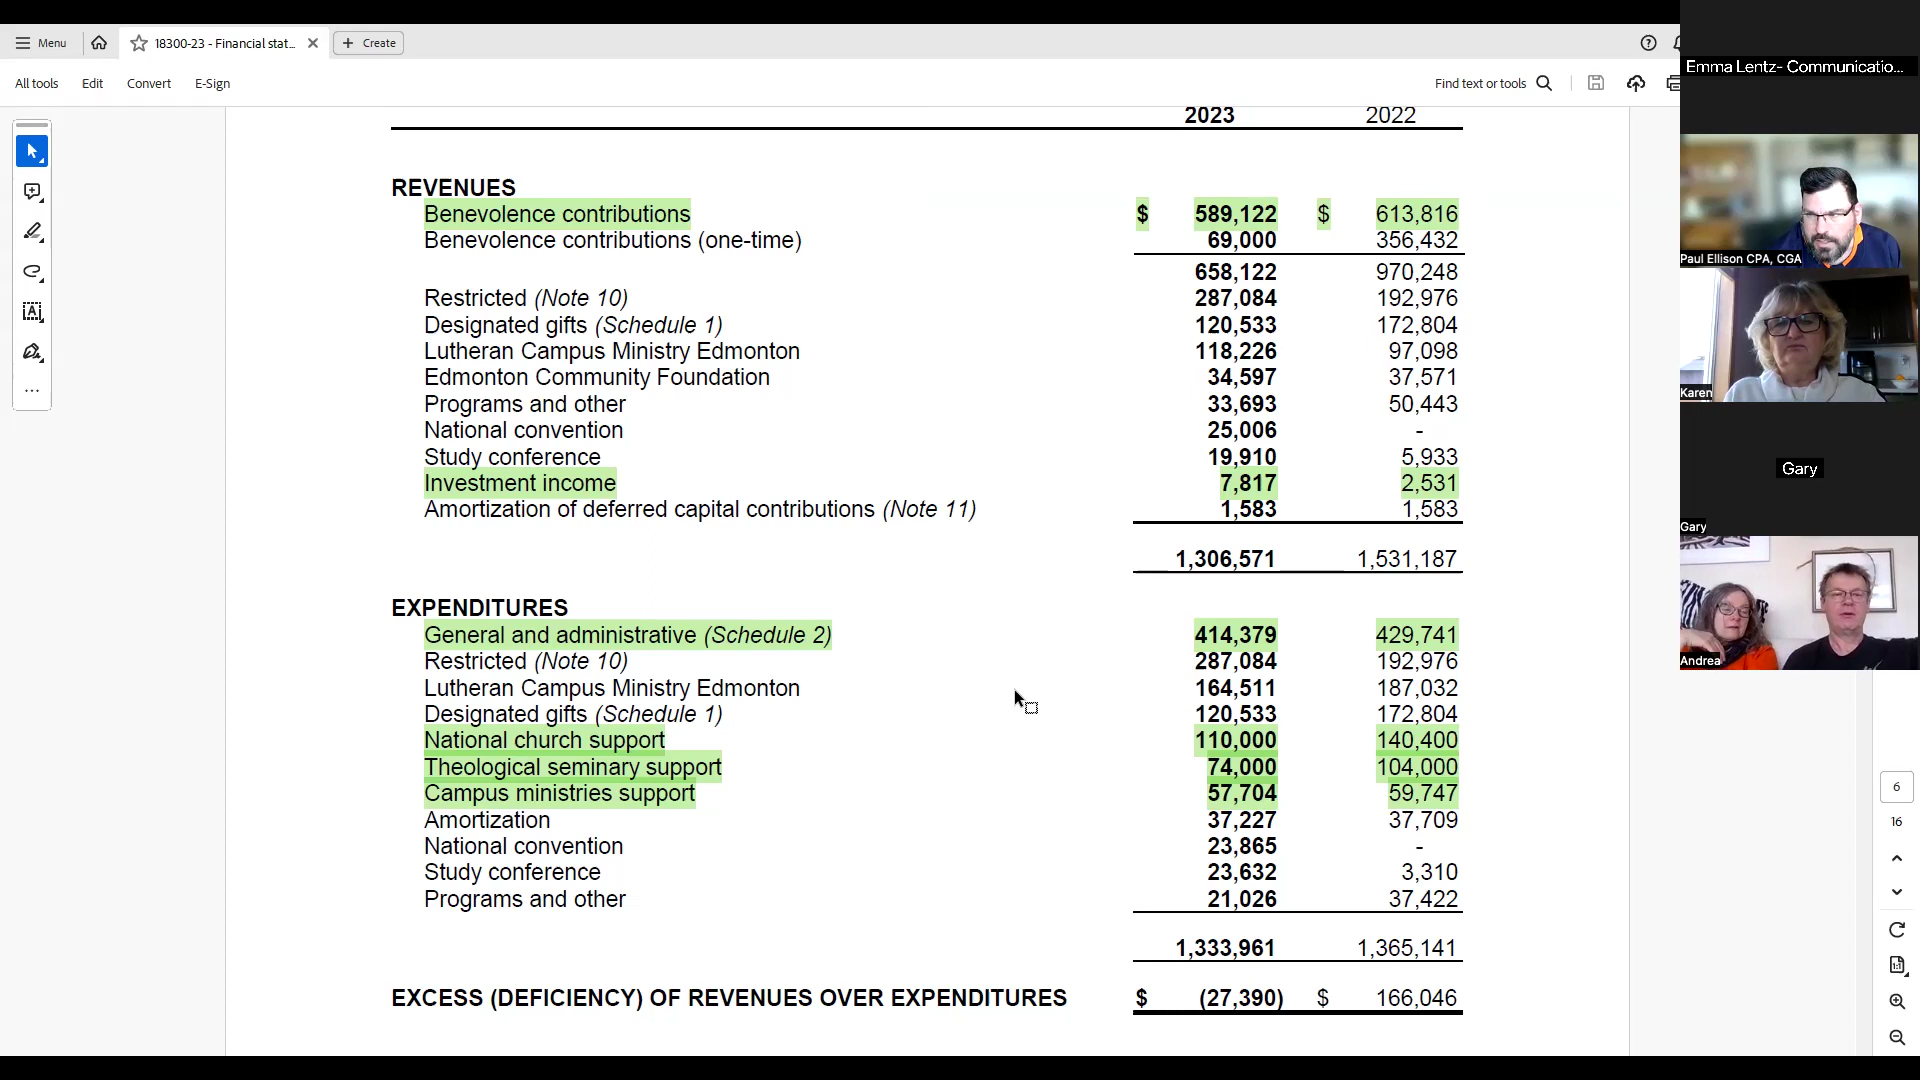 Menu
18300-23 - Financial stat...
Create
All tools
Edit
Convert
E-Sign
Find text or tools
2023 2022
REVENUES
Benevolence contributions $ 589,122 $ 613,816
Benevolence contributions (one-time) 69,000 356,432
658,122 970,248
Restricted (Note 10) 287,084 192,976
Designated gifts (Schedule 1) 120,533 172,804
Lutheran Campus Ministry Edmonton 118,226 97,098
Edmonton Community Foundation 34,597 37,571
Programs and other 33,693 50,443
National convention 25,006 -
Study conference 19,910 5,933
Investment income 7,817 2,531
Amortization of deferred capital contributions (Note 11) 1,583 1,583
1,306,571 1,531,187
EXPENDITURES
General and administrative (Schedule 2) 414,379 429,741
Restricted (Note 10) 287,084 192,976
Lutheran Campus Ministry Edmonton 164,511 187,032
Designated gifts (Schedule 1) 120,533 172,804
National church support 110,000 140,400
Theological seminary support 74,000 104,000
Campus ministries support 57,704 59,747
Amortization 37,227 37,709
National convention 23,865 -
Study conference 23,632 3,310
Programs and other 21,026 37,422
1,333,961 1,365,141
EXCESS (DEFICIENCY) OF REVENUES OVER EXPENDITURES $ (27,390) $ 166,046
6
16
Emma Lentz- Communicatio...
Paul Ellison CPA, CGA
Karen
Gary
Gary
Andrea